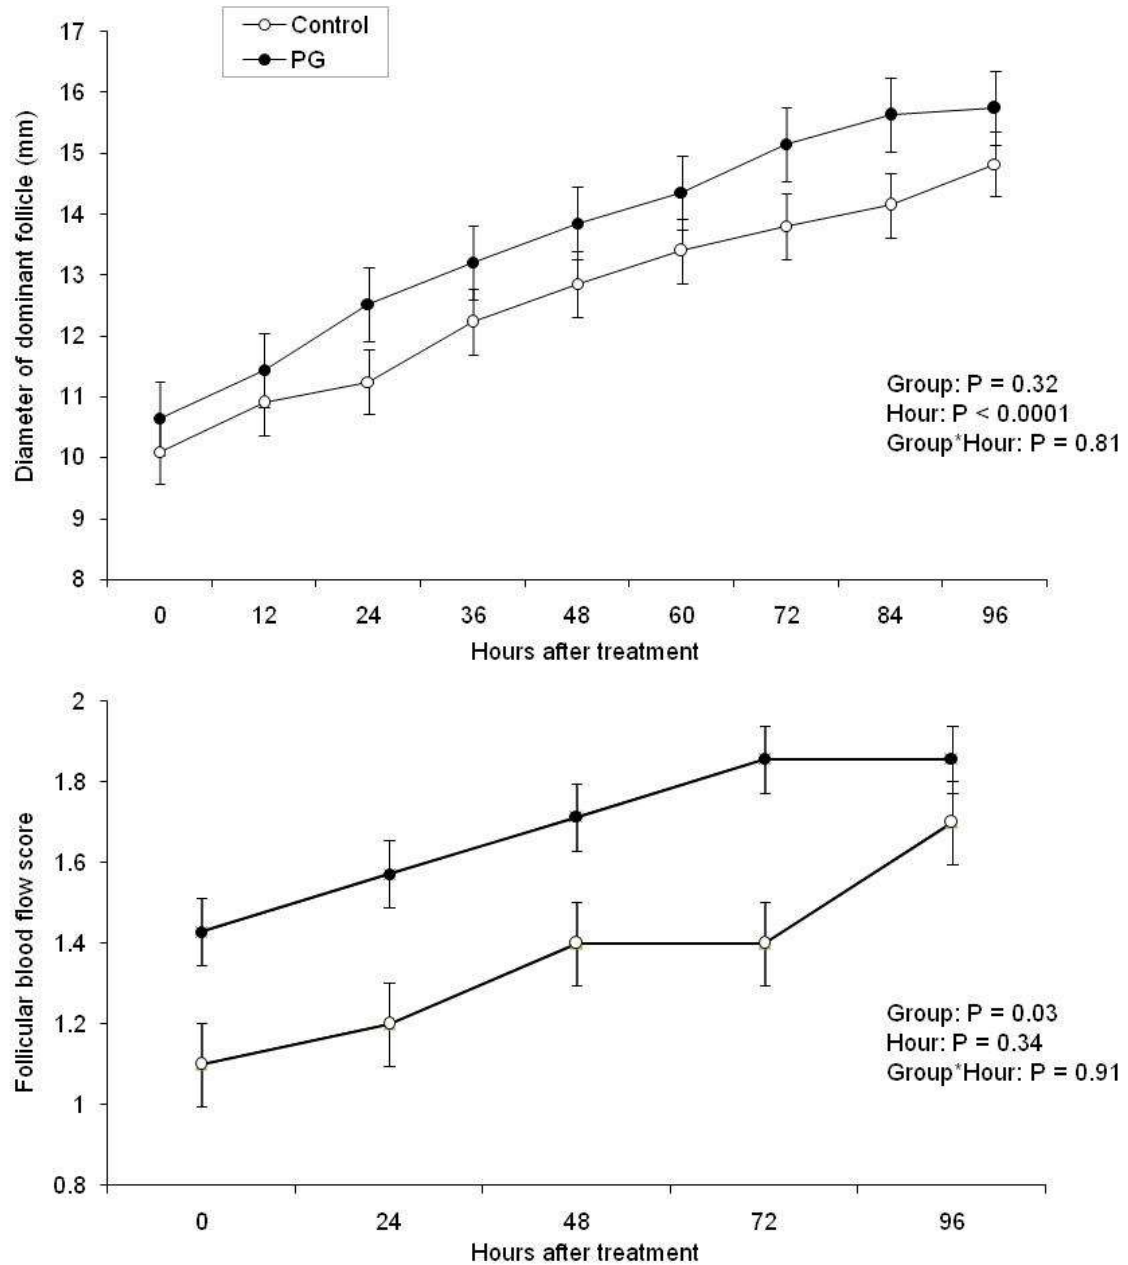 Control
PG
Diameter of dominant follicle (mm)
17
16
15
14
13
12
11
10
9
8
Group: P = 0.32
Hour: P < 0.0001
Group*Hour: P = 0.81
0 12 24 36 48 60 72 84 96
Hours after treatment
Follicular blood flow score
2
1.8
1.6
1.4
1.2
1
0.8
Group: P = 0.03
Hour: P = 0.34
Group*Hour: P = 0.91
0 24 48 72 96
Hours after treatment